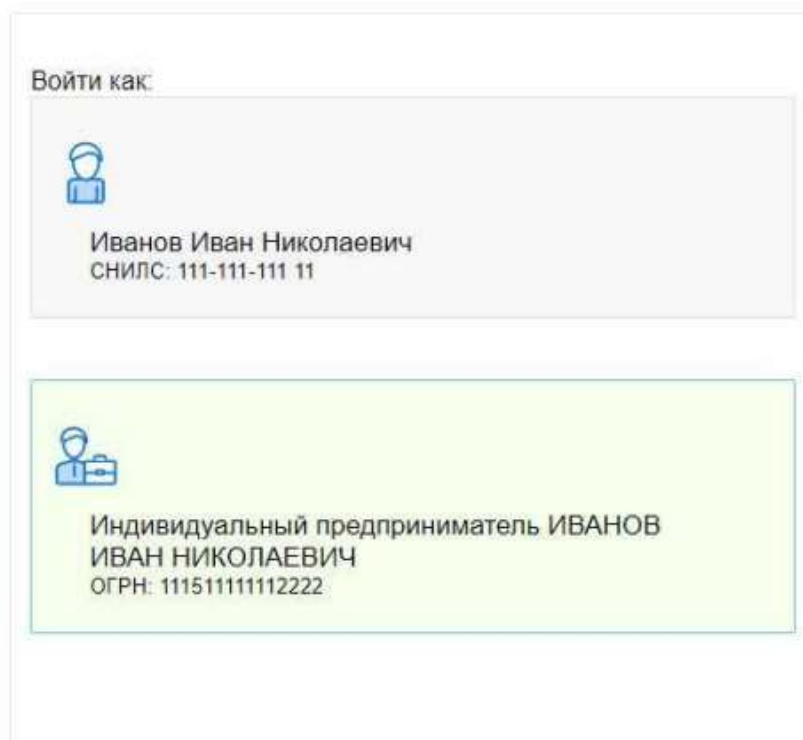 Войти как:
Иванов Иван Николаевич
СНИЛС: 111-111-111 11
Индивидуальный предприниматель ИВАНОВ
ИВАН НИКОЛАЕВИЧ
ОГРН: 111511111112222